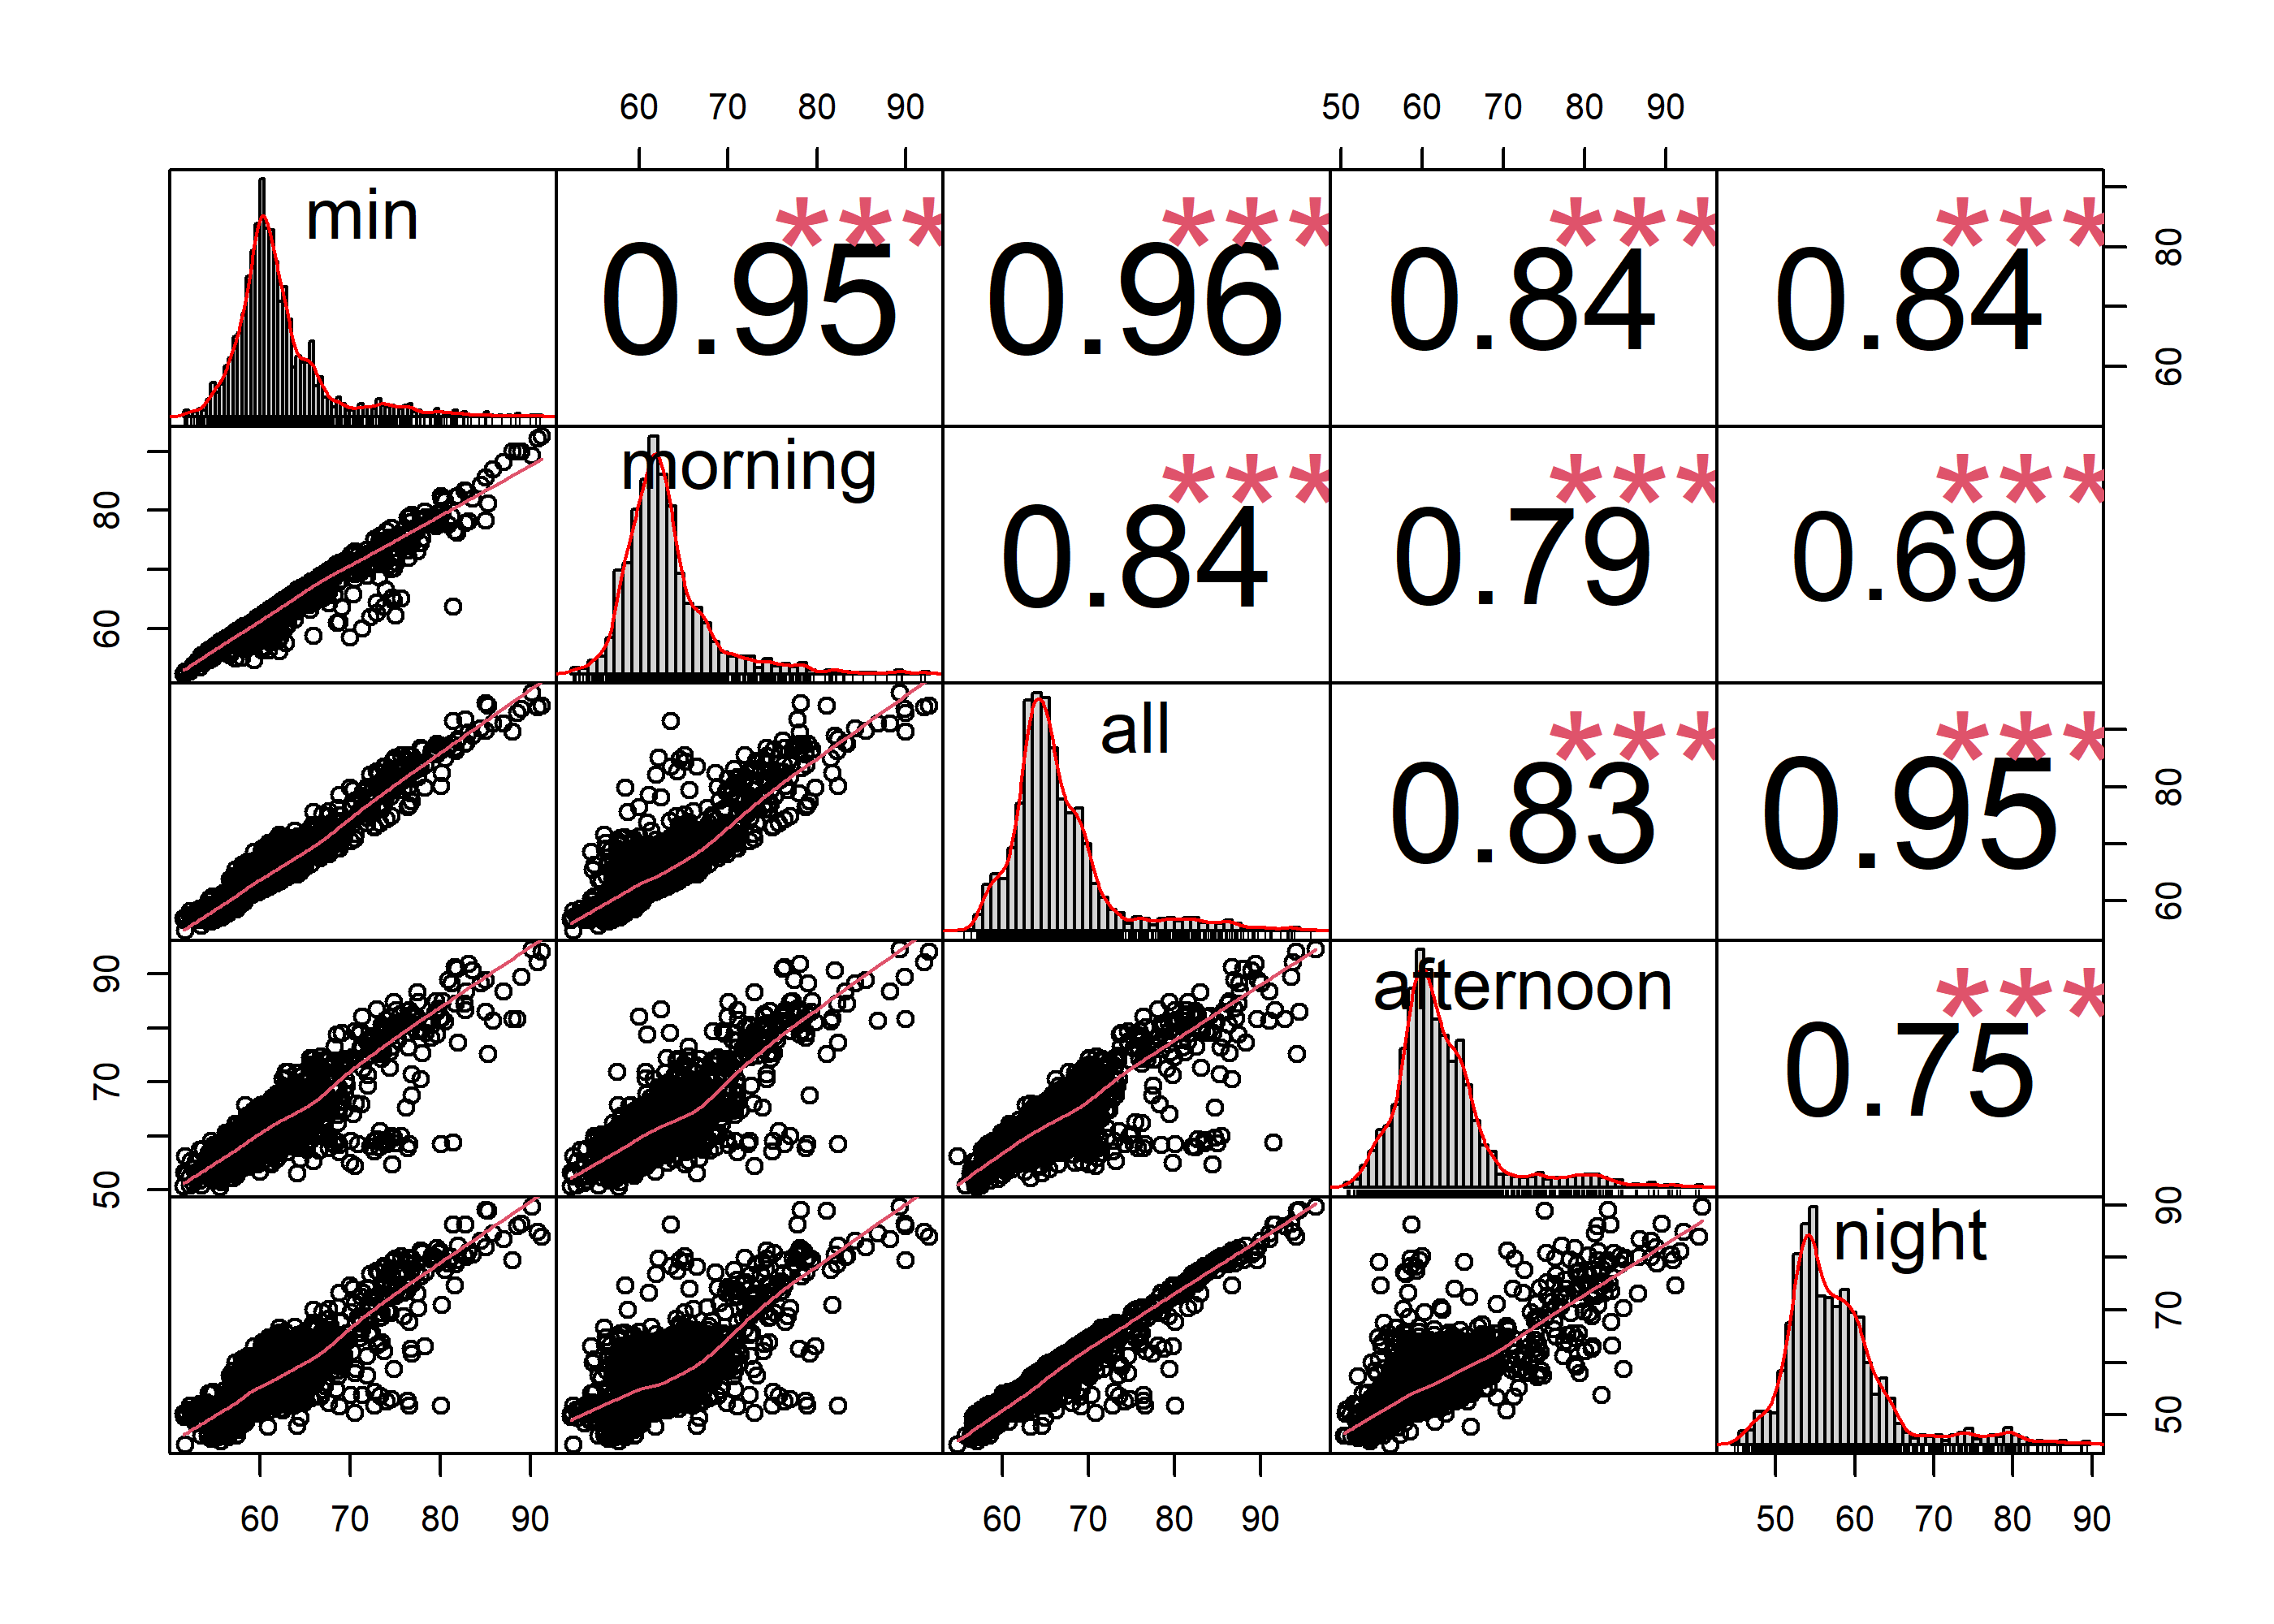 60 70 80 90 50 60 70 80 90
min *** 0.95 *** 0.96 *** 0.84 *** 0.84 60 80
60 80 morning *** 0.84 *** 0.79 *** 0.69
all *** 0.83 *** 0.95 60 80
50 70 90 afternoon *** 0.75
night 50 70 90
60 70 80 90 60 70 80 90 50 60 70 80 90